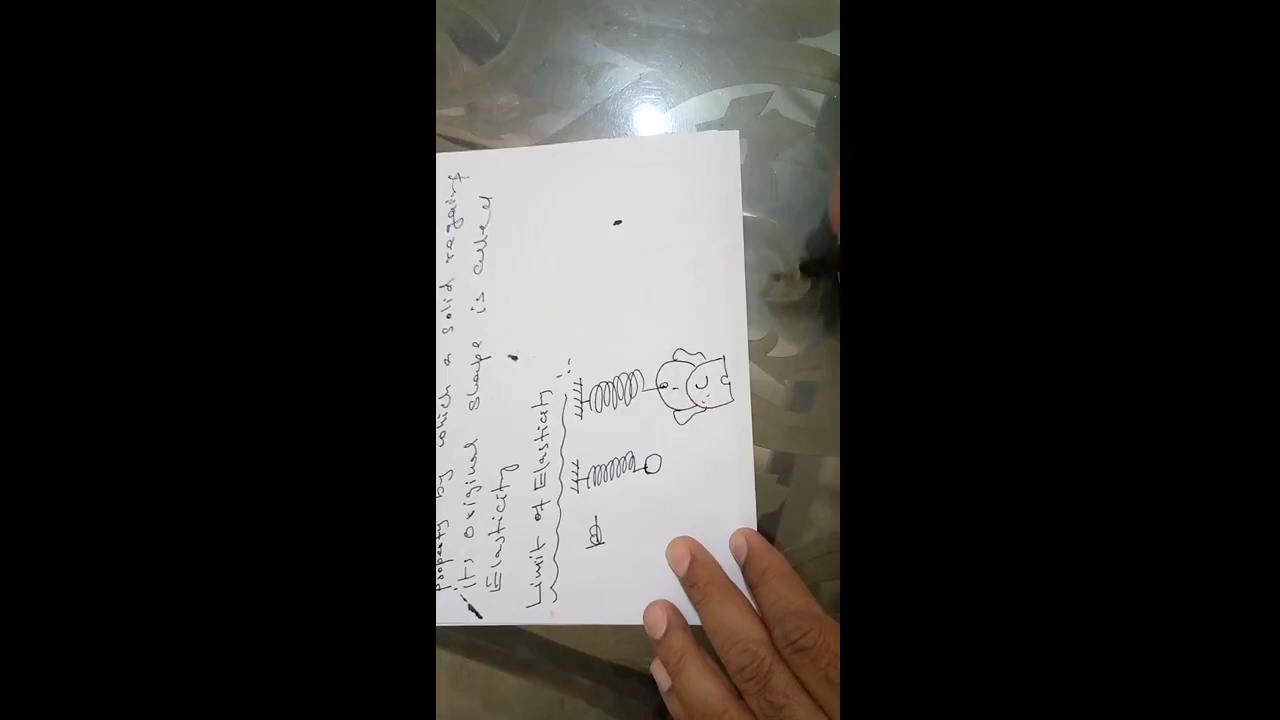 property by which a solid regains
its original shape is called
Elasticity
Limit of Elasticity :-